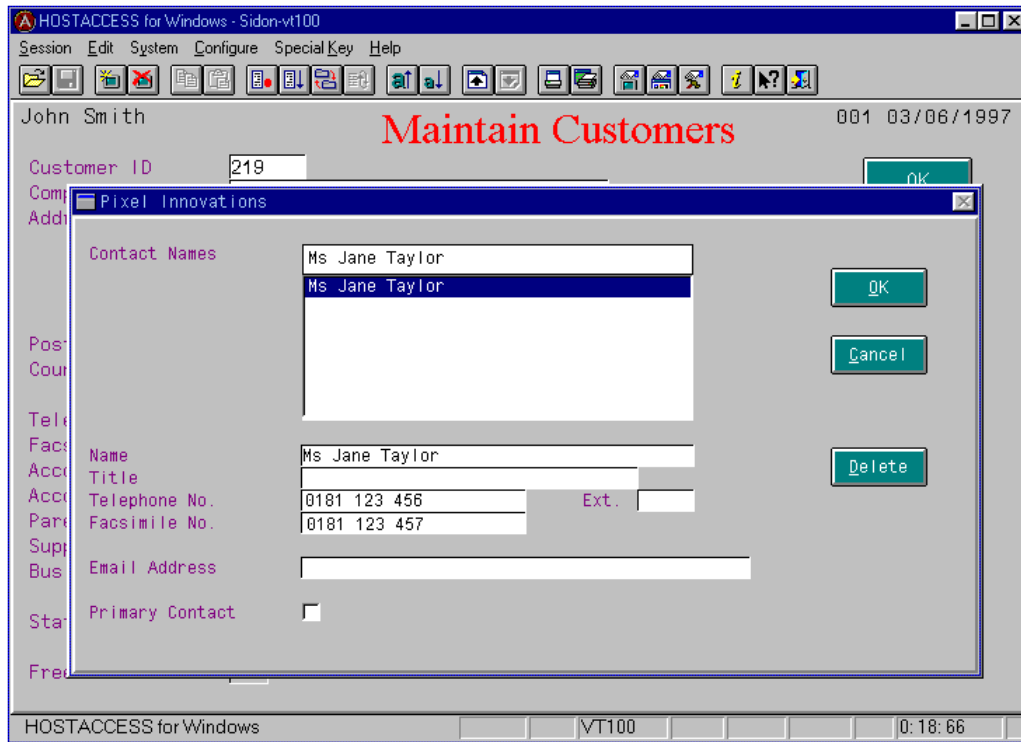 HOSTACCESS for Windows - Sidon-vt100
Session Edit System Configure Special Key Help
John Smith Maintain Customers 001 03/06/1997
Customer ID 219 OK
Pixel Innovations
Contact Names Ms Jane Taylor
Ms Jane Taylor
OK
Cancel
Name Ms Jane Taylor
Delete
Title
Telephone No. 0181 123 456 Ext.
Facsimile No. 0181 123 457
Bus
Email Address
Primary Contact
HOSTACCESS for Windows VT100 0:18:66